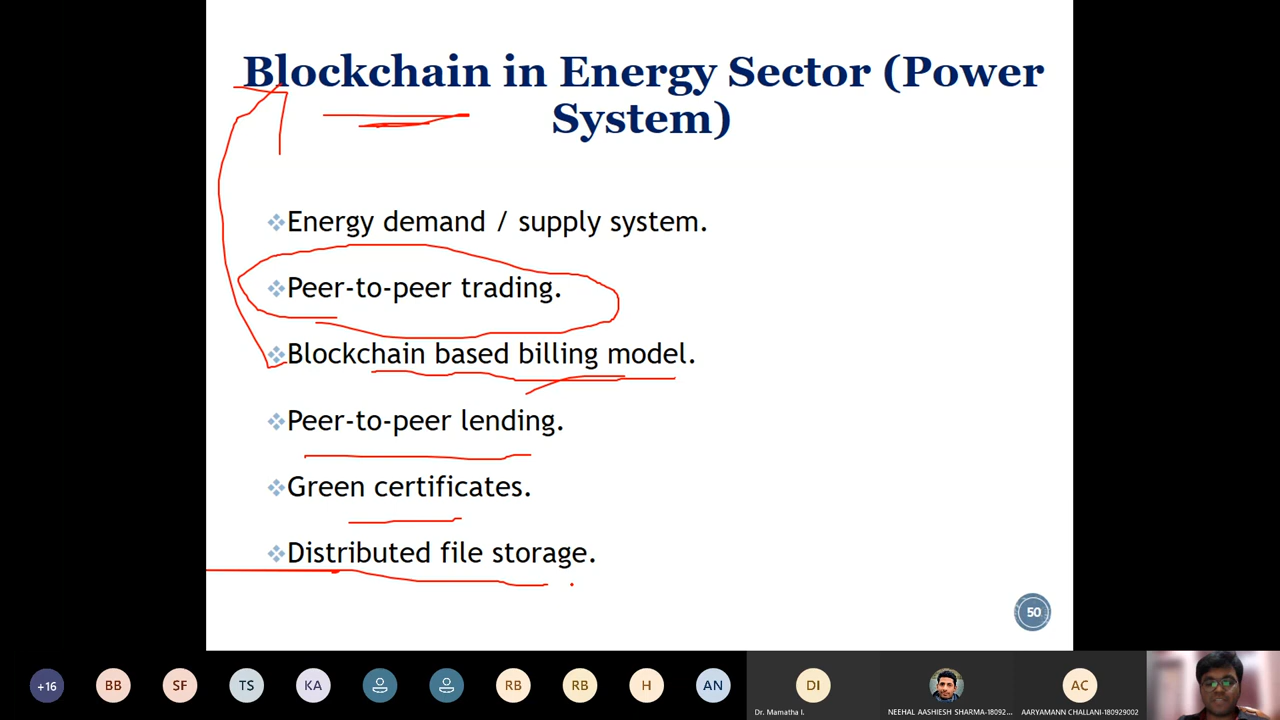 Blockchain in Energy Sector (Power
System)
Energy demand / supply system.
Peer-to-peer trading.
Blockchain based billing model.
Peer-to-peer lending.
Green certificates.
Distributed file storage.
50
+16
BB
SF
TS
KA
RB
RB
H
AN
DI
AC
Dr. Mamatha I.
NEEHAL AASHIESH SHARMA-18092...
AARYAMANN CHALLANI-180929002